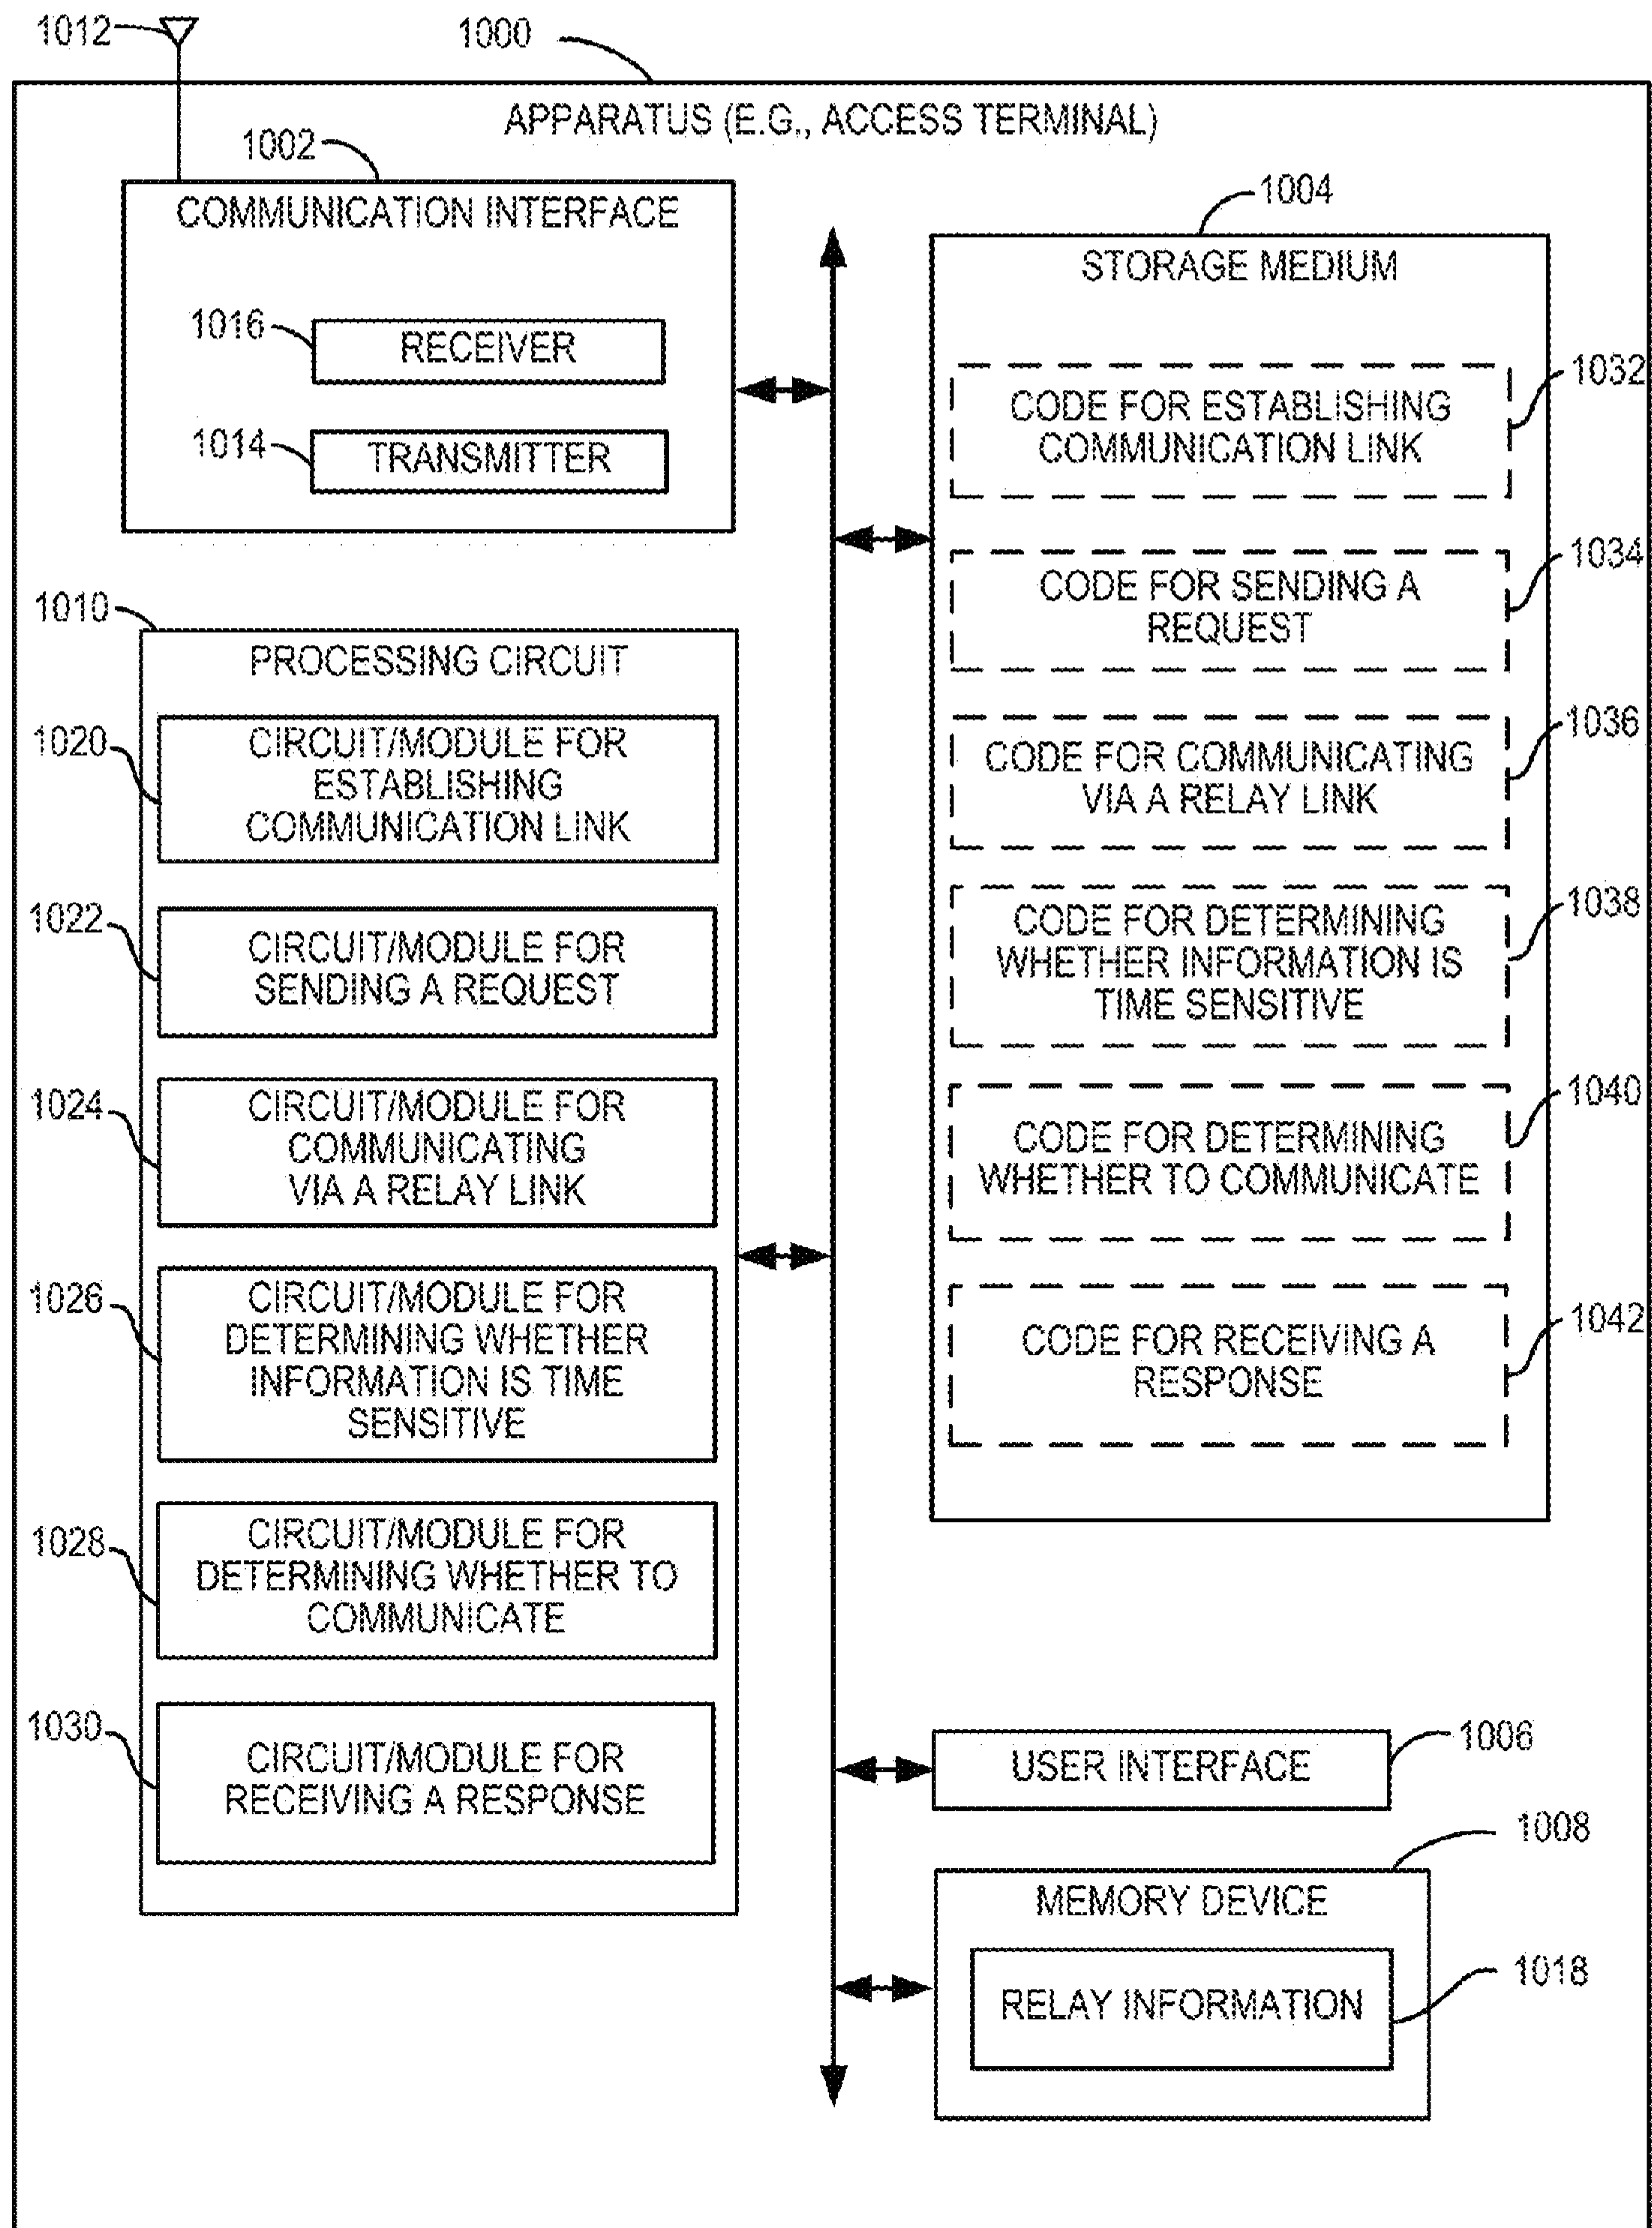 1012
1000
APPARATUS (E.G., ACCESS TERMINAL)
1002
COMMUNICATION INTERFACE
1016
RECEIVER
1014
TRANSMITTER
1010
PROCESSING CIRCUIT
1020
CIRCUIT/MODULE FOR
ESTABLISHING
COMMUNICATION LINK
1022
CIRCUIT/MODULE FOR
SENDING A REQUEST
1024
CIRCUIT/MODULE FOR
COMMUNICATING
VIA A RELAY LINK
1026
CIRCUIT/MODULE FOR
DETERMINING WHETHER
INFORMATION IS TIME
SENSITIVE
1028
CIRCUIT/MODULE FOR
DETERMINING WHETHER TO
COMMUNICATE
1030
CIRCUIT/MODULE FOR
RECEIVING A RESPONSE
1004
STORAGE MEDIUM
1032
CODE FOR ESTABLISHING
COMMUNICATION LINK
1034
CODE FOR SENDING A
REQUEST
1036
CODE FOR COMMUNICATING
VIA A RELAY LINK
1038
CODE FOR DETERMINING
WHETHER INFORMATION IS
TIME SENSITIVE
1040
CODE FOR DETERMINING
WHETHER TO COMMUNICATE
1042
CODE FOR RECEIVING A
RESPONSE
1006
USER INTERFACE
1008
MEMORY DEVICE
1018
RELAY INFORMATION